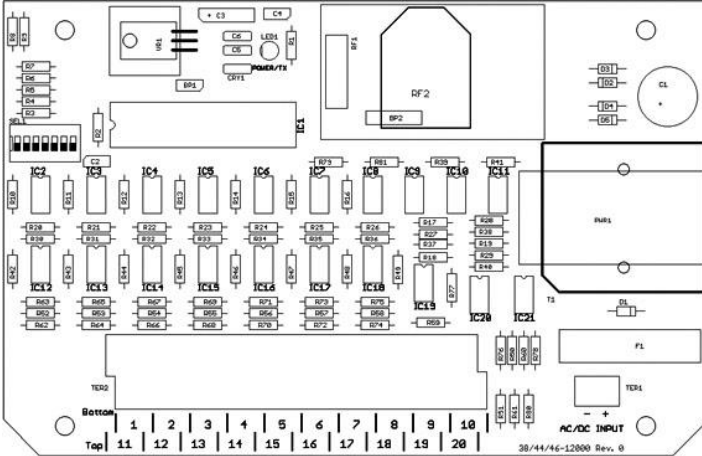 + C3
C4
R8
R9
VR1
C6
C5
LED1
R1
POWER/TX
CRY1
RF1
RF2
BP2
D3
D2
C1
+
D4
D5
R7
R6
R5
R4
R3
BP1
SEL1
R2
IC1
C2
R79
R81
R39
R41
IC2
IC3
IC4
IC5
IC6
IC7
IC8
IC9
IC10
IC11
R10
R11
R12
R13
R14
R15
R16
PWR1
R20
R21
R22
R23
R24
R25
R26
R17
R28
R30
R31
R32
R33
R34
R35
R36
R27
R38
R37
R19
R18
R29
R40
R42
R43
R44
R45
R46
R47
R48
R49
R77
IC12
IC13
IC14
IC15
IC16
IC17
IC18
IC19
IC20
IC21
T1
R63
R65
R67
R69
R71
R73
R75
D1
R52
R53
R54
R55
R56
R57
R58
R62
R64
R66
R68
R70
R72
R74
R59
R76
R50
R60
R78
F1
TER2
TER1
R51
R61
R80
- +
AC/DC INPUT
Bottom 1 2 3 4 5 6 7 8 9 10
Top 11 12 13 14 15 16 17 18 19 20
38/44/46-12000 Rev. 0